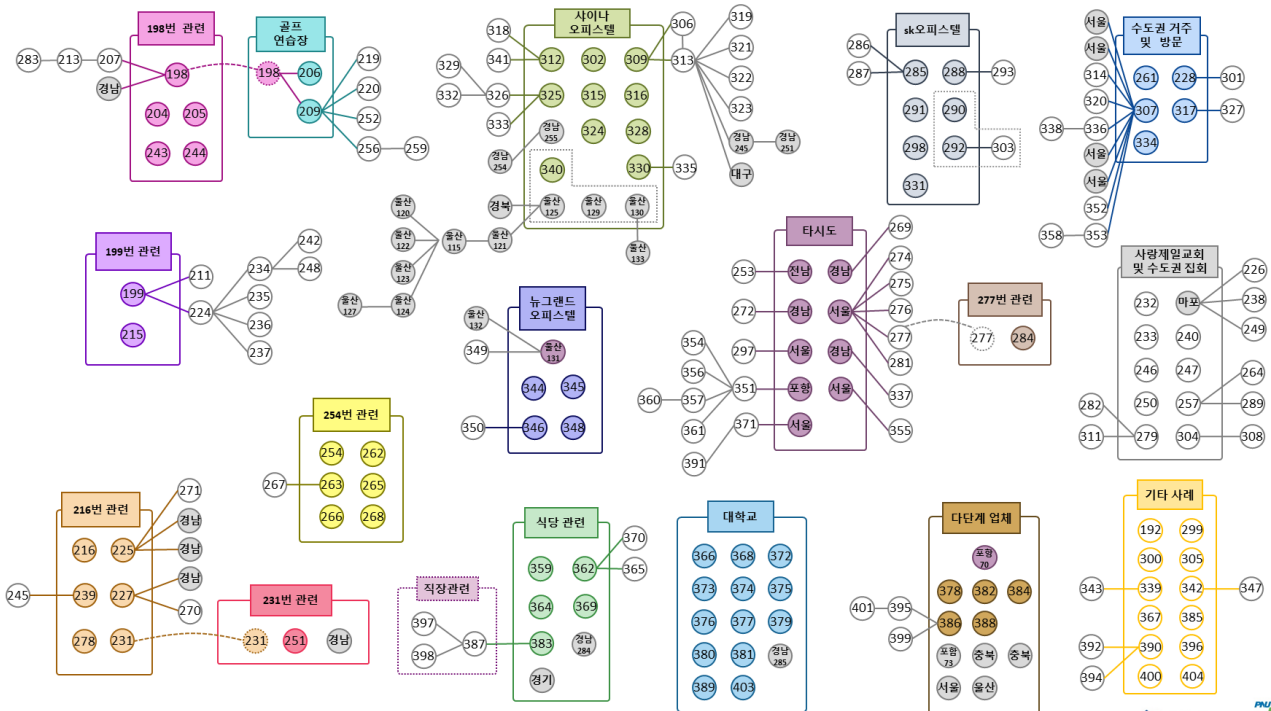 198번 관련
283
213
207
경남
198
204
205
243
244
골프
연습장
198
206
209
219
220
252
256
259
샤이나
오피스텔
318
341
329
332
326
333
312
302
309
325
315
316
경남
255
324
328
경남
254
340
330
335
경북
울산
125
울산
129
울산
130
울산
133
306
313
319
321
322
323
경남
245
경남
251
대구
울산
120
울산
122
울산
123
울산
115
울산
121
울산
127
울산
124
sk오피스텔
286
287
285
288
293
291
290
298
292
303
331
수도권 거주
및 방문
서울
서울
314
320
338
336
서울
서울
352
358
353
261
228
301
307
317
327
334
199번 관련
199
215
211
224
234
242
248
235
236
237
뉴그랜드
오피스텔
울산
132
349
울산
131
344
345
350
346
348
타시도
253
전남
경남
269
272
경남
서울
274
275
276
277
281
297
서울
경남
337
354
356
360
357
361
351
포항
서울
355
391
371
서울
277번 관련
277
284
사랑제일교회
및 수도권 집회
232
마포
226
238
249
233
240
246
247
250
257
264
289
282
311
279
304
308
254번 관련
254
262
267
263
265
266
268
216번 관련
216
225
271
경남
경남
245
239
227
경남
270
278
231
231번 관련
231
251
경남
직장관련
397
398
387
식당 관련
359
362
370
365
364
369
383
경남
284
경기
대학교
366
368
372
373
374
375
376
377
379
380
381
경남
285
389
403
다단계 업체
포항
70
378
382
384
401
395
399
386
388
포항
73
충북
충북
서울
울산
기타 사례
192
299
300
305
343
339
342
347
367
385
392
394
390
396
400
404
PNU